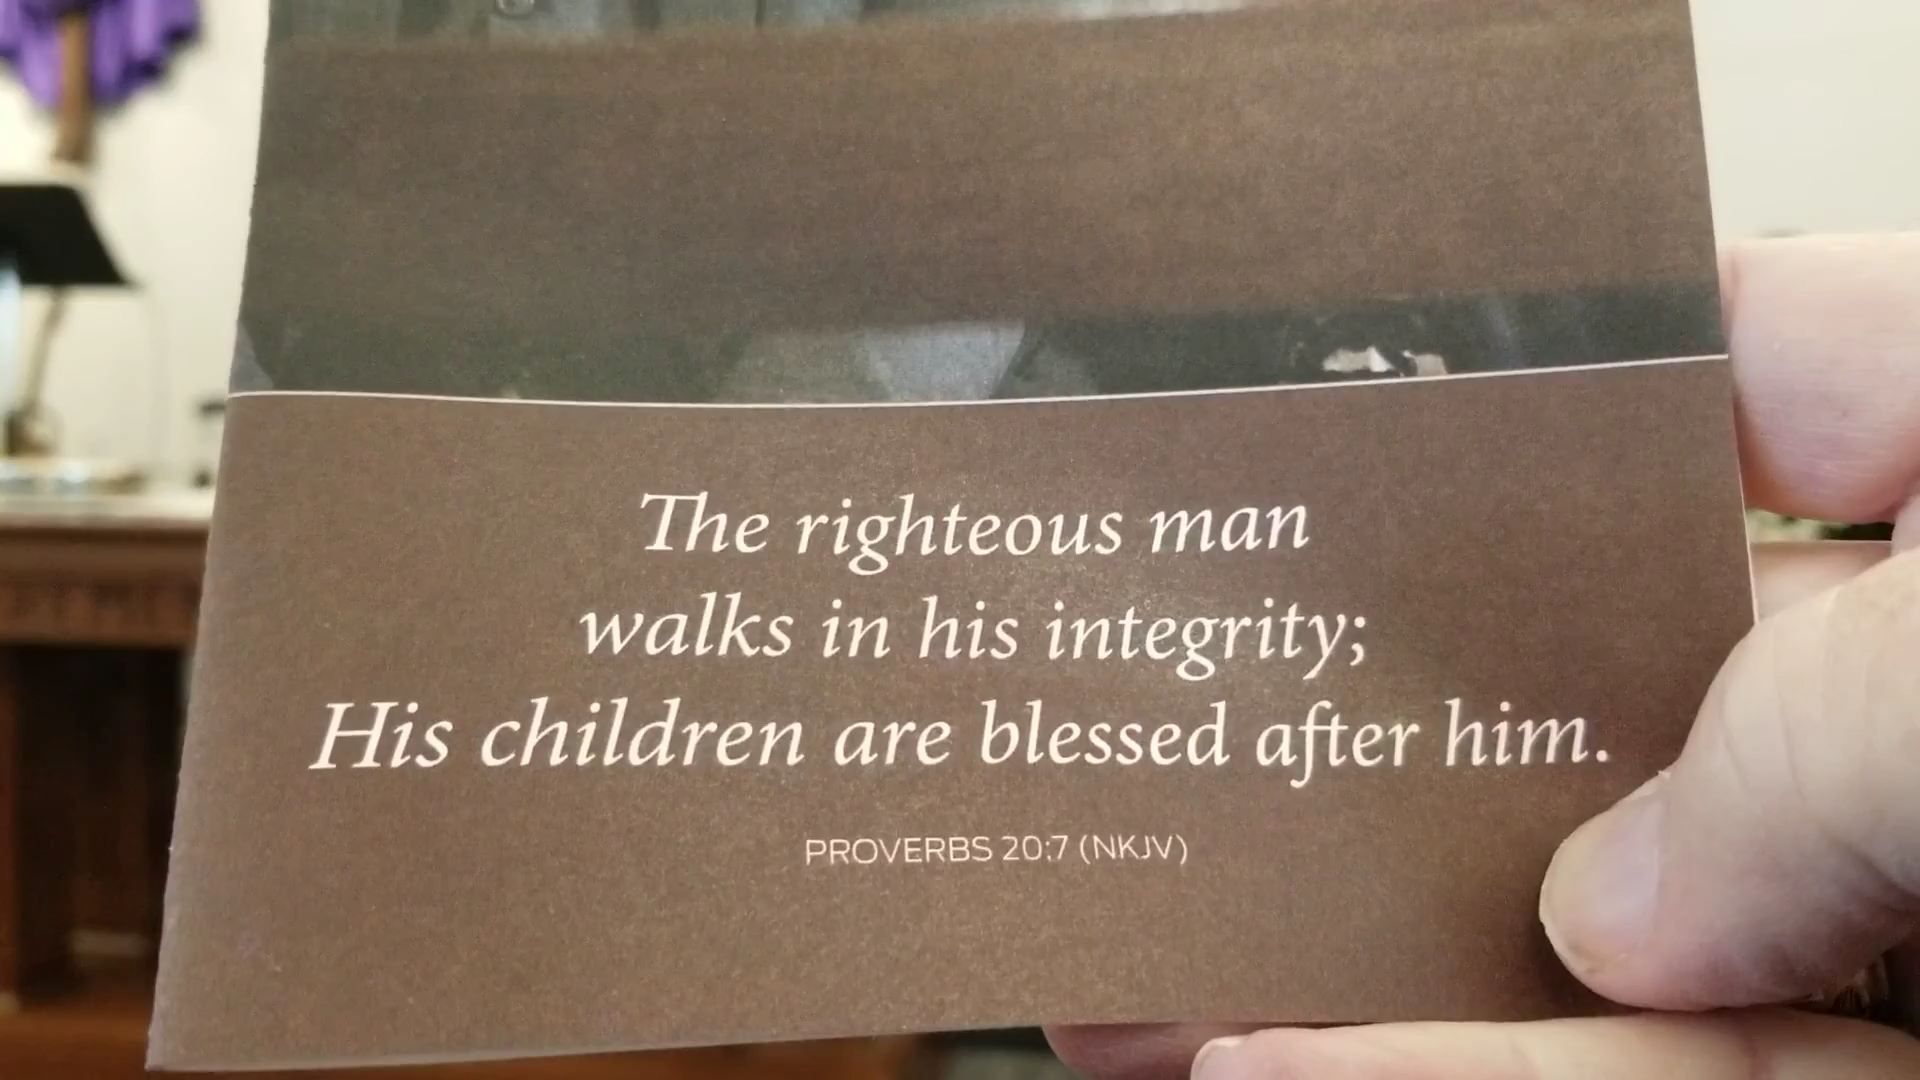 The righteous man
walks in his integrity;
His children are blessed after him.
PROVERBS 20:7 (NKJV)